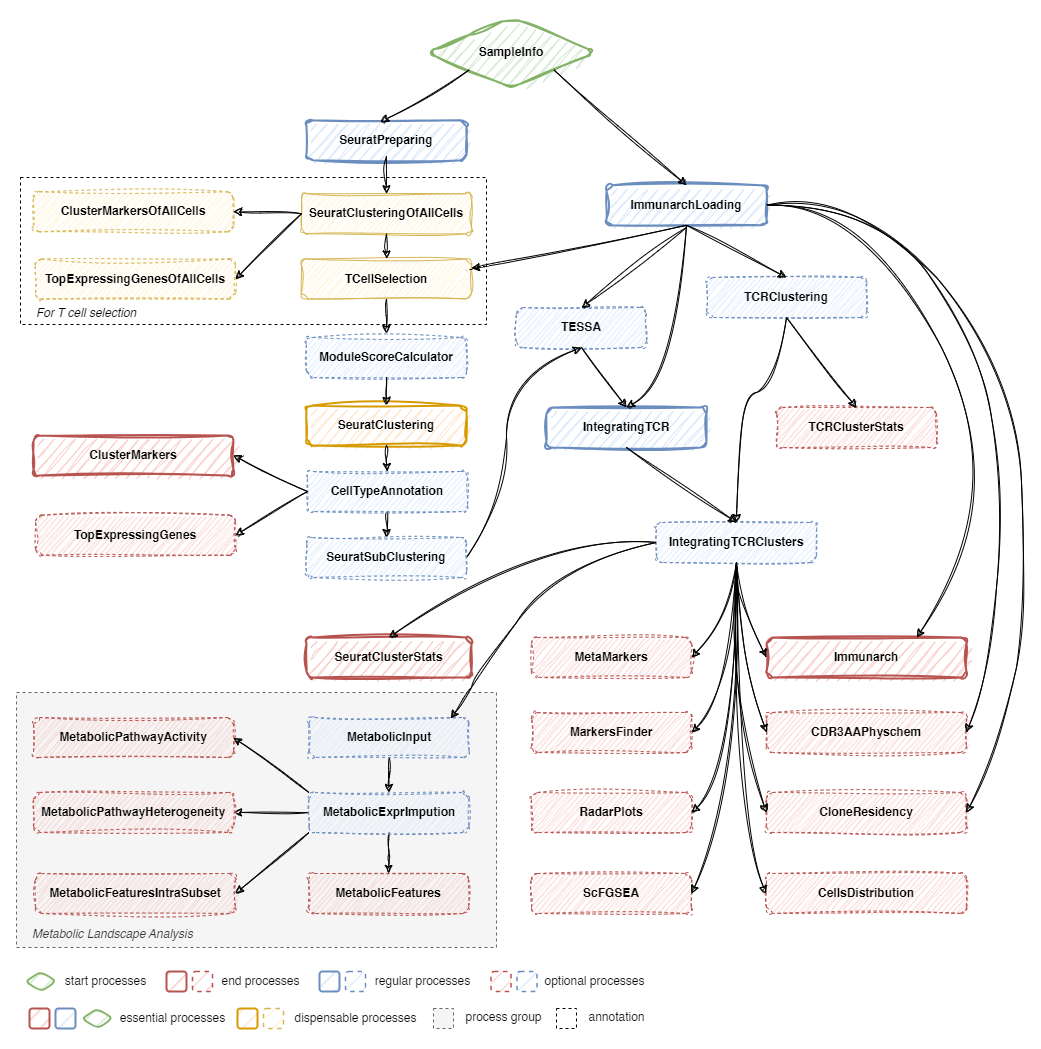 SampleInfo
SeuratPreparing
ImmunarchLoading
ClusterMarkersOfAllCells
SeuratClusteringOfAllCells
TopExpressingGenesOfAllCells
TCellSelection
For T cell selection
TCRClustering
TESSA
ModuleScoreCalculator
SeuratClustering
IntegratingTCR
TCRClusterStats
ClusterMarkers
CellTypeAnnotation
TopExpressingGenes
SeuratSubClustering
IntegratingTCRClusters
SeuratClusterStats
MetaMarkers
Immunarch
MetabolicPathwayActivity
MetabolicInput
MarkersFinder
CDR3AAPhyschem
MetabolicPathwayHeterogeneity
MetabolicExprImpution
RadarPlots
CloneResidency
MetabolicFeaturesIntraSubset
MetabolicFeatures
ScFGSEA
CellsDistribution
Metabolic Landscape Analysis
start processes
end processes
regular processes
optional processes
essential processes
dispensable processes
process group
annotation